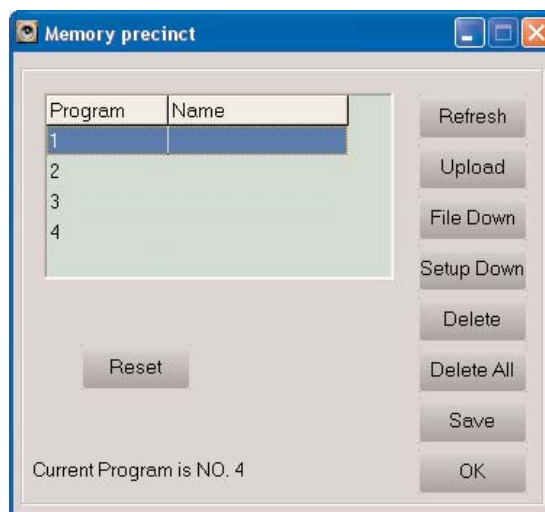 Memory precinct
Program Name
1
2
3
4
Refresh
Upload
File Down
Setup Down
Delete
Delete All
Save
OK
Reset
Current Program is NO. 4